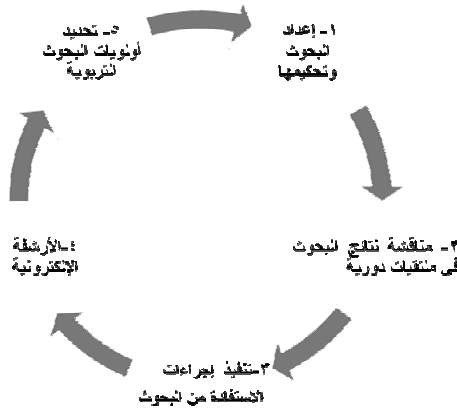 ١- إعداد
البحوث
وتحكيمها
٢- مناقشة نتائج البحوث
فى ملتقيات دورية
٣-تنفيذ إجراءات
الاستفادة من البحوث
٤-الأرشفة
الإلكترونية
٥- تحديد
أولويات البحوث
التربوية